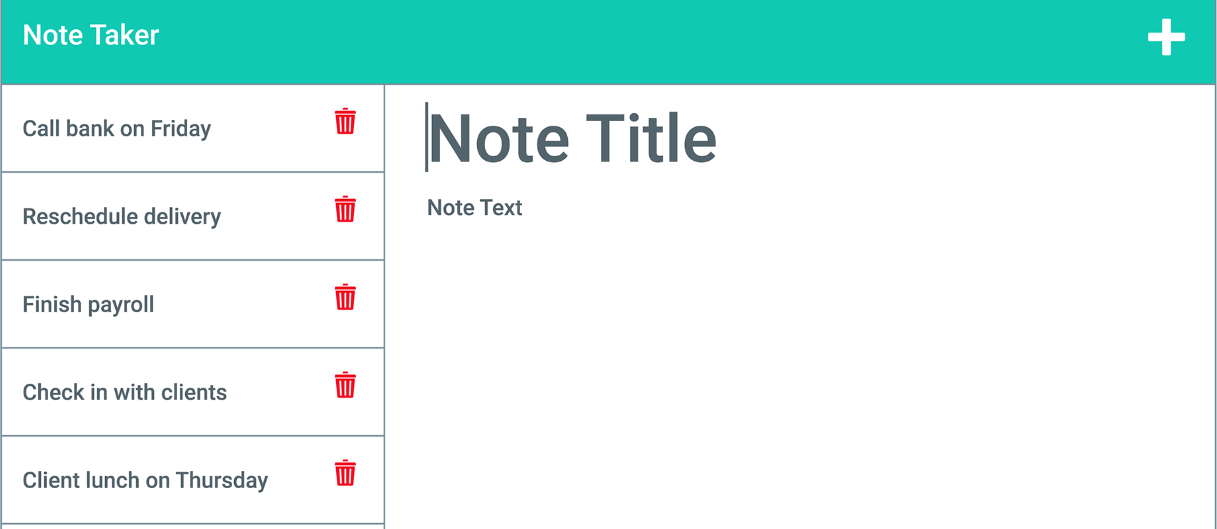 Note Taker
Call bank on Friday
Reschedule delivery
Finish payroll
Check in with clients
Client lunch on Thursday
Note Title
Note Text